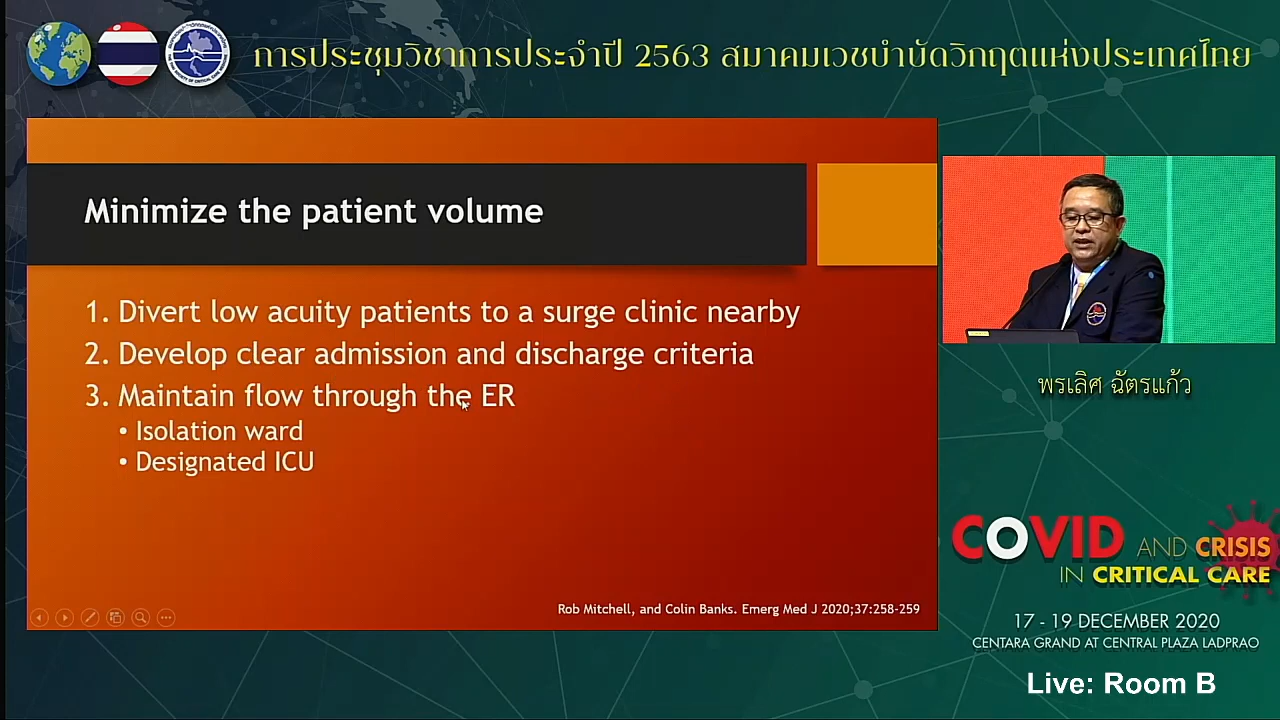 การประชุมวิชาการประจำปี 2563 สมาคมเวชบำบัดวิกฤตแห่งประเทศไทย
Minimize the patient volume
1. Divert low acuity patients to a surge clinic nearby
2. Develop clear admission and discharge criteria
3. Maintain flow through the ER
• Isolation ward
• Designated ICU
Rob Mitchell, and Colin Banks. Emerg Med J 2020;37:258-259
พรเลิศ ฉัตรแก้ว
COVID AND CRISIS
IN CRITICAL CARE
17 - 19 DECEMBER 2020
CENTARA GRAND AT CENTRAL PLAZA LADPRAO
Live: Room B